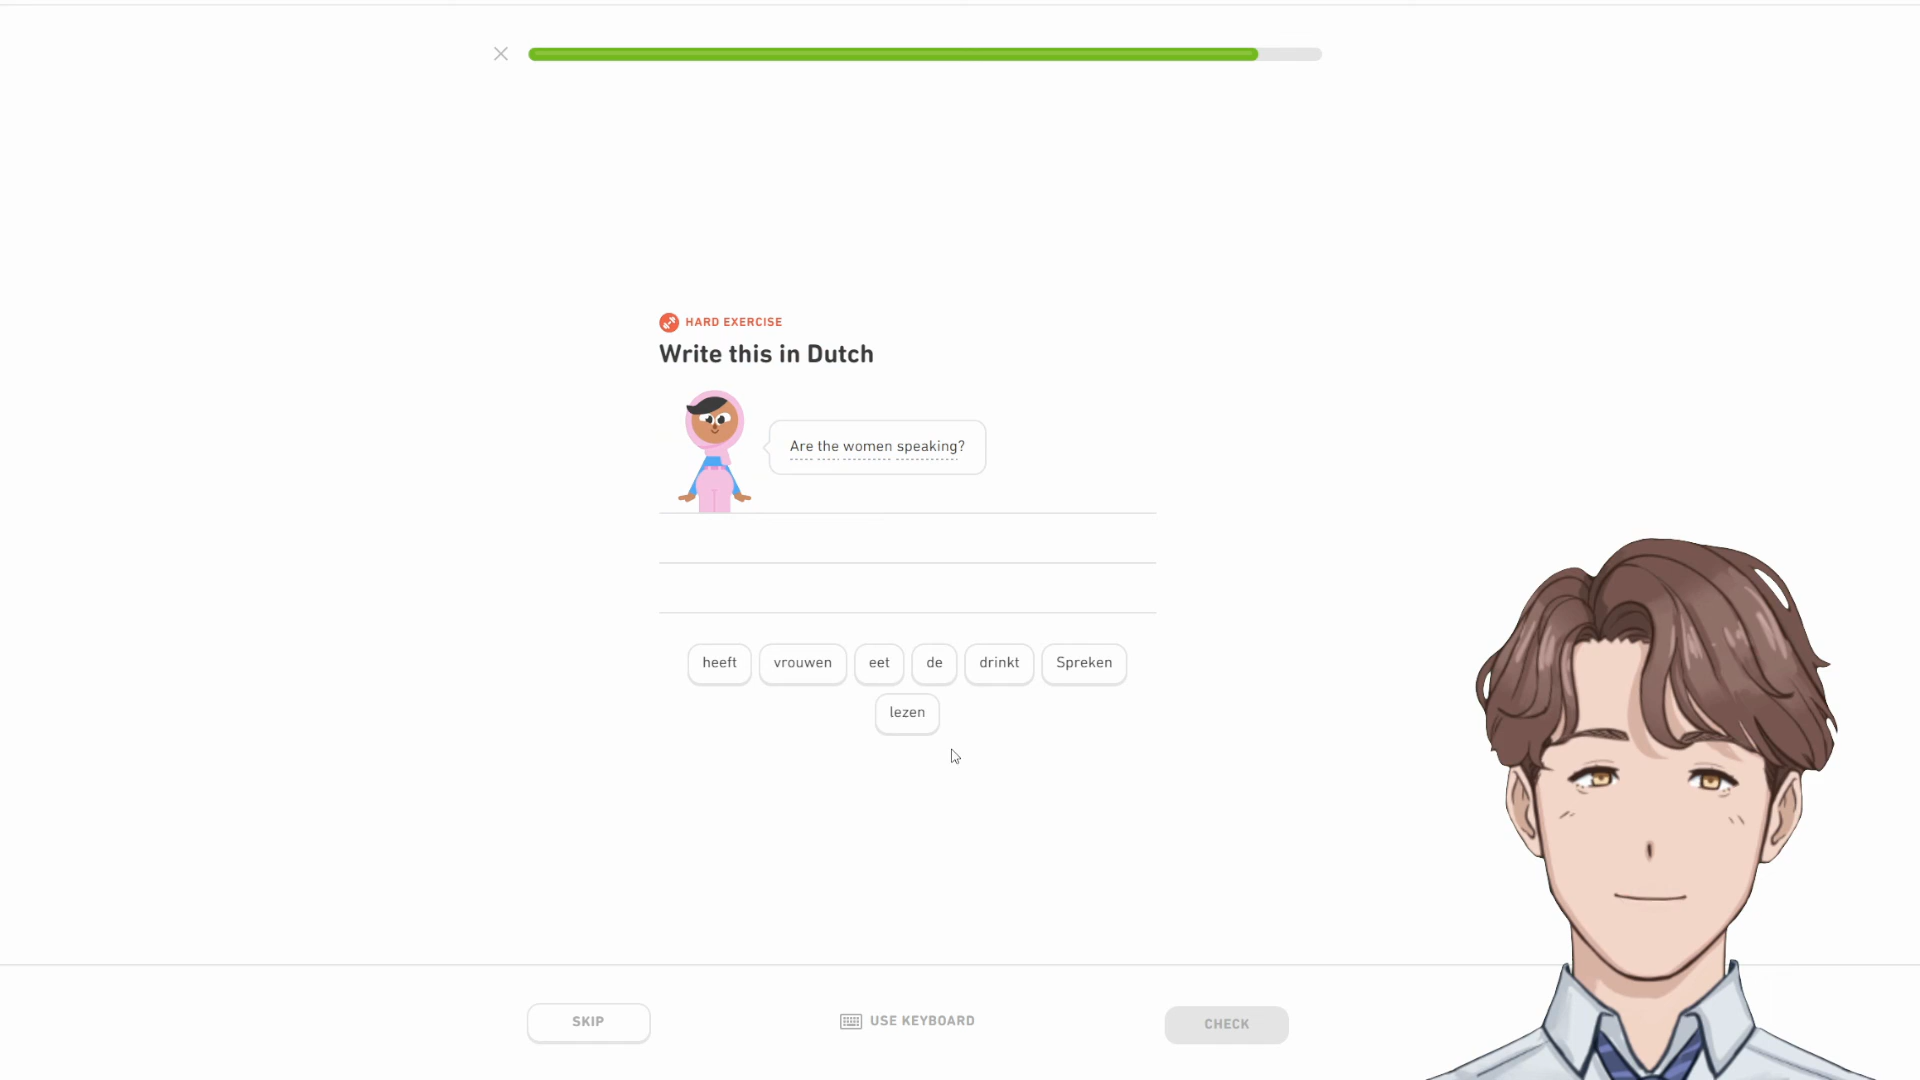 HARD EXERCISE
Write this in Dutch
Are the women speaking?
heeft vrouwen eet de drinkt Spreken
lezen
SKIP USE KEYBOARD CHECK